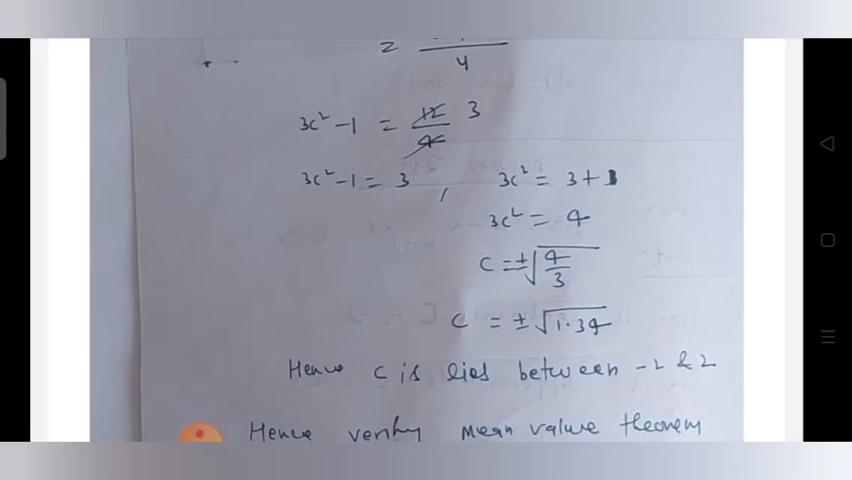 = 4
3c² - 1 = 12/4 3
3c² - 1 = 3 , 3c² = 3 + 1
3c² = 4
c = ± √4/3
c = ± √1.34
Hence c is lies between -2 & 2
Hence verify mean value theorem